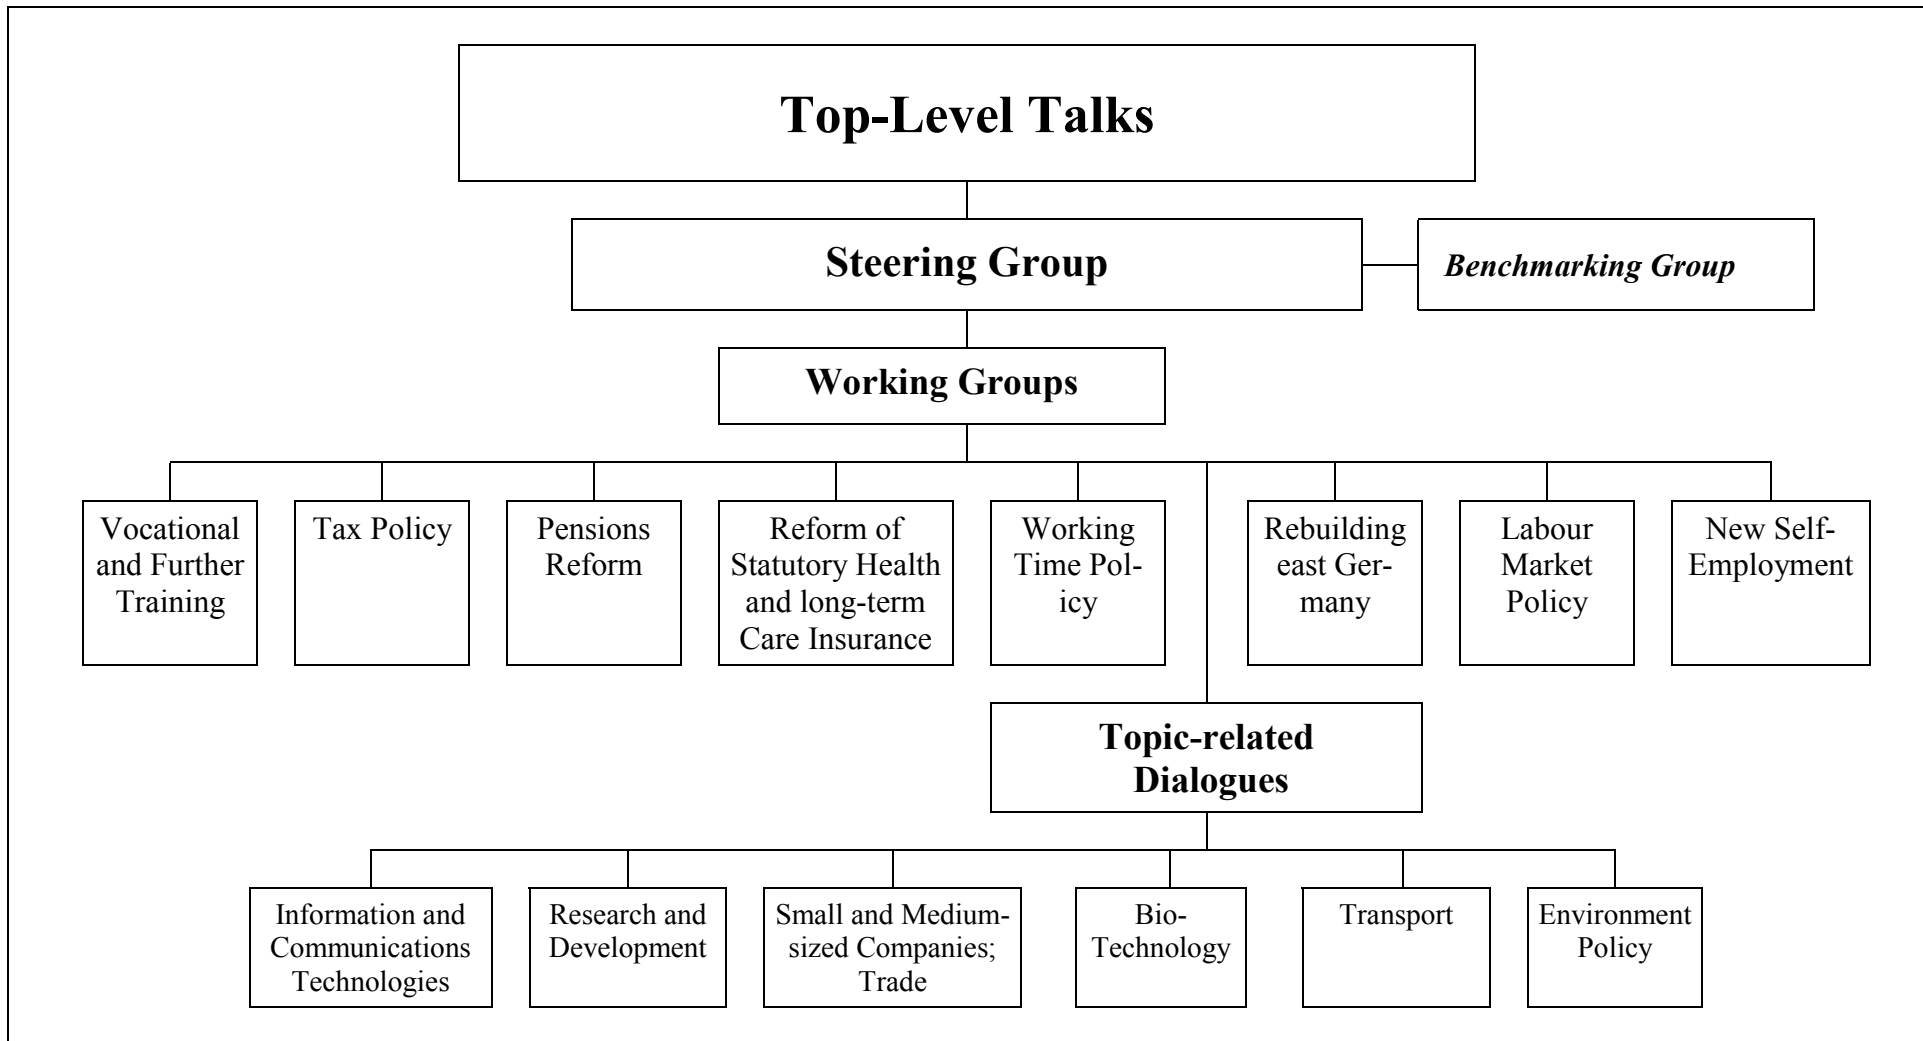 Top-Level Talks
Steering Group
Benchmarking Group
Working Groups
Vocational
and Further
Training
Tax Policy
Pensions
Reform
Reform of
Statutory Health
and long-term
Care Insurance
Working
Time Pol-
icy
Rebuilding
east Ger-
many
Labour
Market
Policy
New Self-
Employment
Topic-related
Dialogues
Information and
Communications
Technologies
Research and
Development
Small and Medium-
sized Companies;
Trade
Bio-
Technology
Transport
Environment
Policy